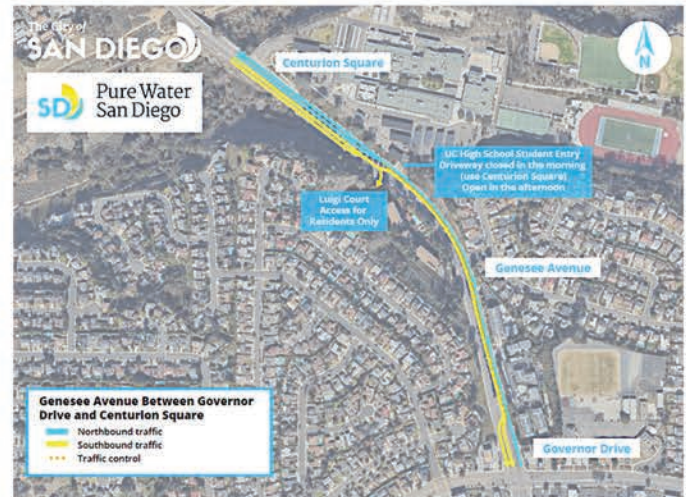 The City of
SAN DIEGO
SD
Pure Water
San Diego
Centurion Square
N
UC High School Student Entry
Driveway closed in the morning
(use Centurion Square)
Open in the afternoon
Luigi Court
Access for
Residents Only
Genesee Avenue
Governor Drive
Genesee Avenue Between Governor
Drive and Centurion Square
Northbound traffic
Southbound traffic
Traffic control